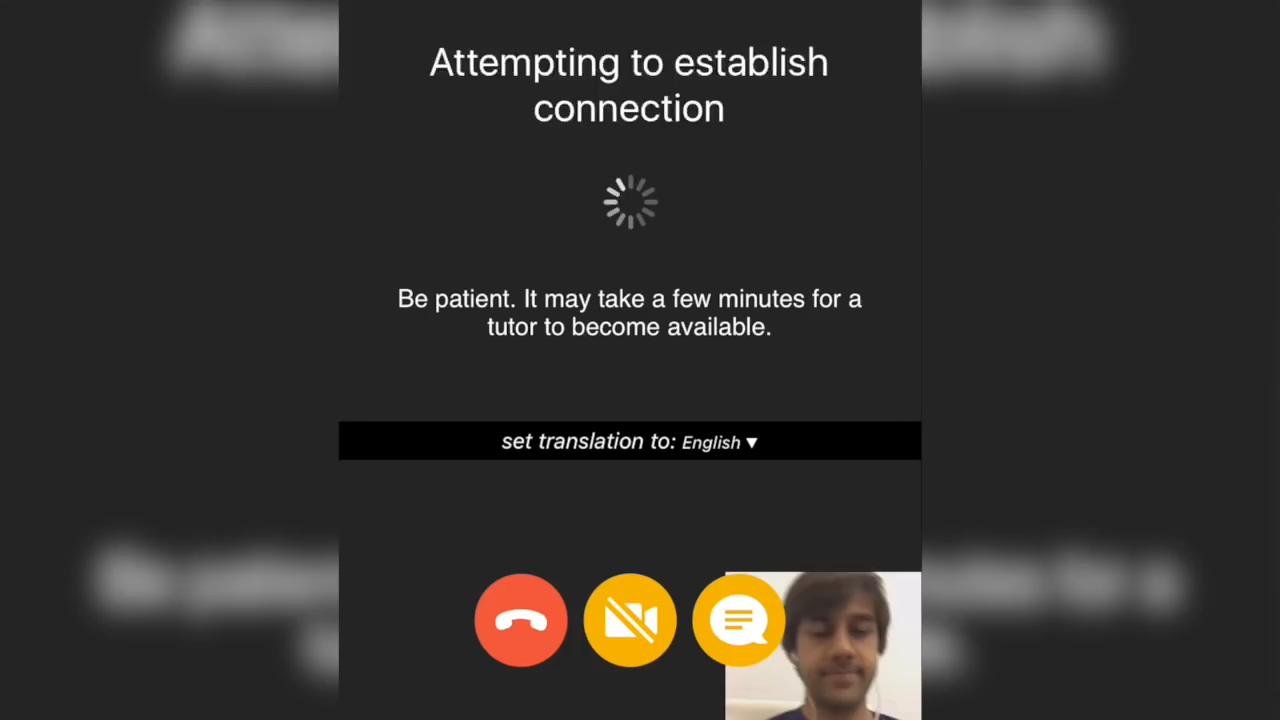 Attempting to establish
connection
Be patient. It may take a few minutes for a
tutor to become available.
set translation to: English ▼